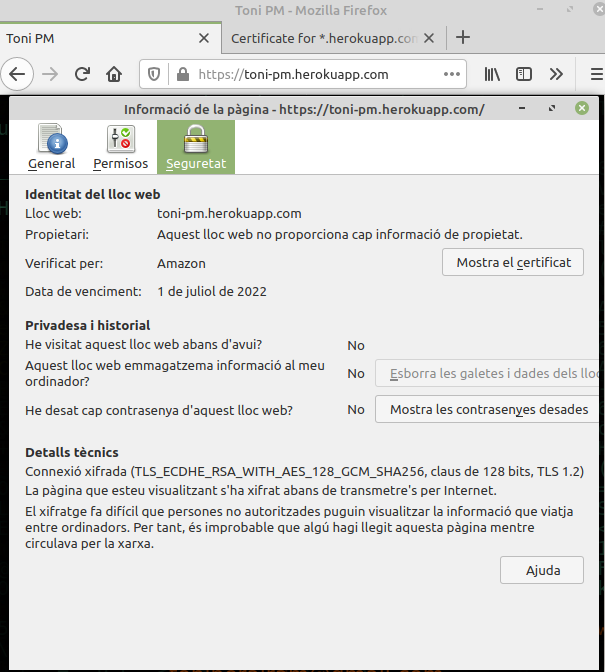 Toni PM - Mozilla Firefox
Toni PM
Certificate for *.herokuapp.con
https://toni-pm.herokuapp.com
Informació de la pàgina - https://toni-pm.herokuapp.com/
General
Permisos
Seguretat
Identitat del lloc web
Lloc web: toni-pm.herokuapp.com
Propietari: Aquest lloc web no proporciona cap informació de propietat.
Verificat per: Amazon
Mostra el certificat
Data de venciment: 1 de juliol de 2022
Privadesa i historial
He visitat aquest lloc web abans d'avui? No
Aquest lloc web emmagatzema informació al meu
ordinador?
No
Esborra les galetes i dades dels lloc
He desat cap contrasenya d'aquest lloc web? No
Mostra les contrasenyes desades
Detalls tècnics
Connexió xifrada (TLS_ECDHE_RSA_WITH_AES_128_GCM_SHA256, claus de 128 bits, TLS 1.2)
La pàgina que esteu visualitzant s'ha xifrat abans de transmetre's per Internet.
El xifratge fa difícil que persones no autoritzades puguin visualitzar la informació que viatja
entre ordinadors. Per tant, és improbable que algú hagi llegit aquesta pàgina mentre
circulava per la xarxa.
Ajuda